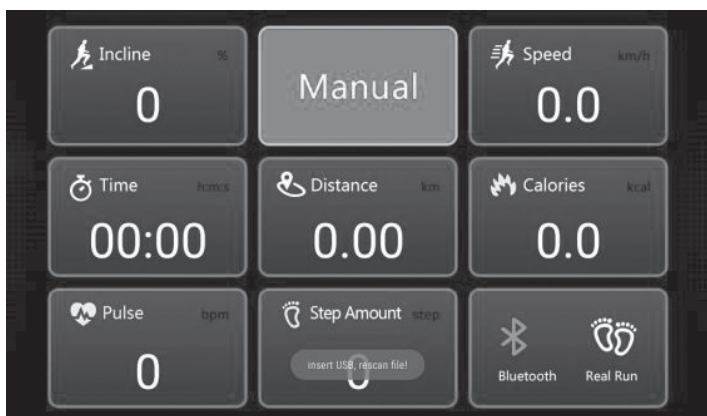 Incline %
0
Manual
Speed km/h
0.0
Time h:m:s
00:00
Distance km
0.00
Calories kcal
0.0
Pulse bpm
0
Step Amount step
insert USB, rescan file!
0
Bluetooth
Real Run